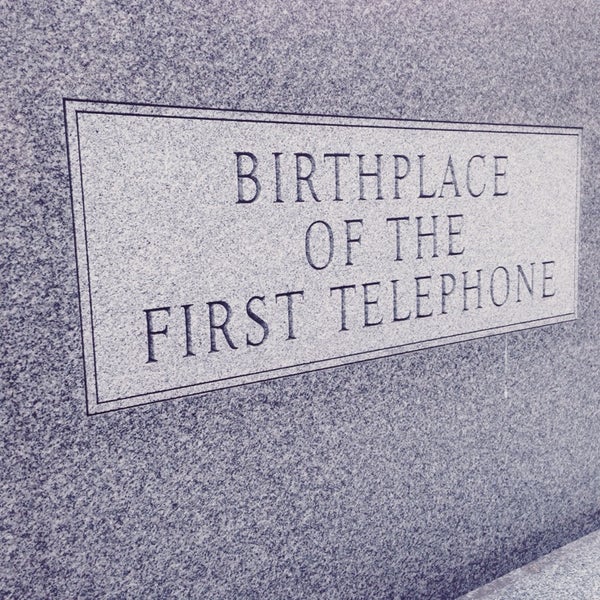 BIRTHPLACE
OF THE
FIRST TELEPHONE